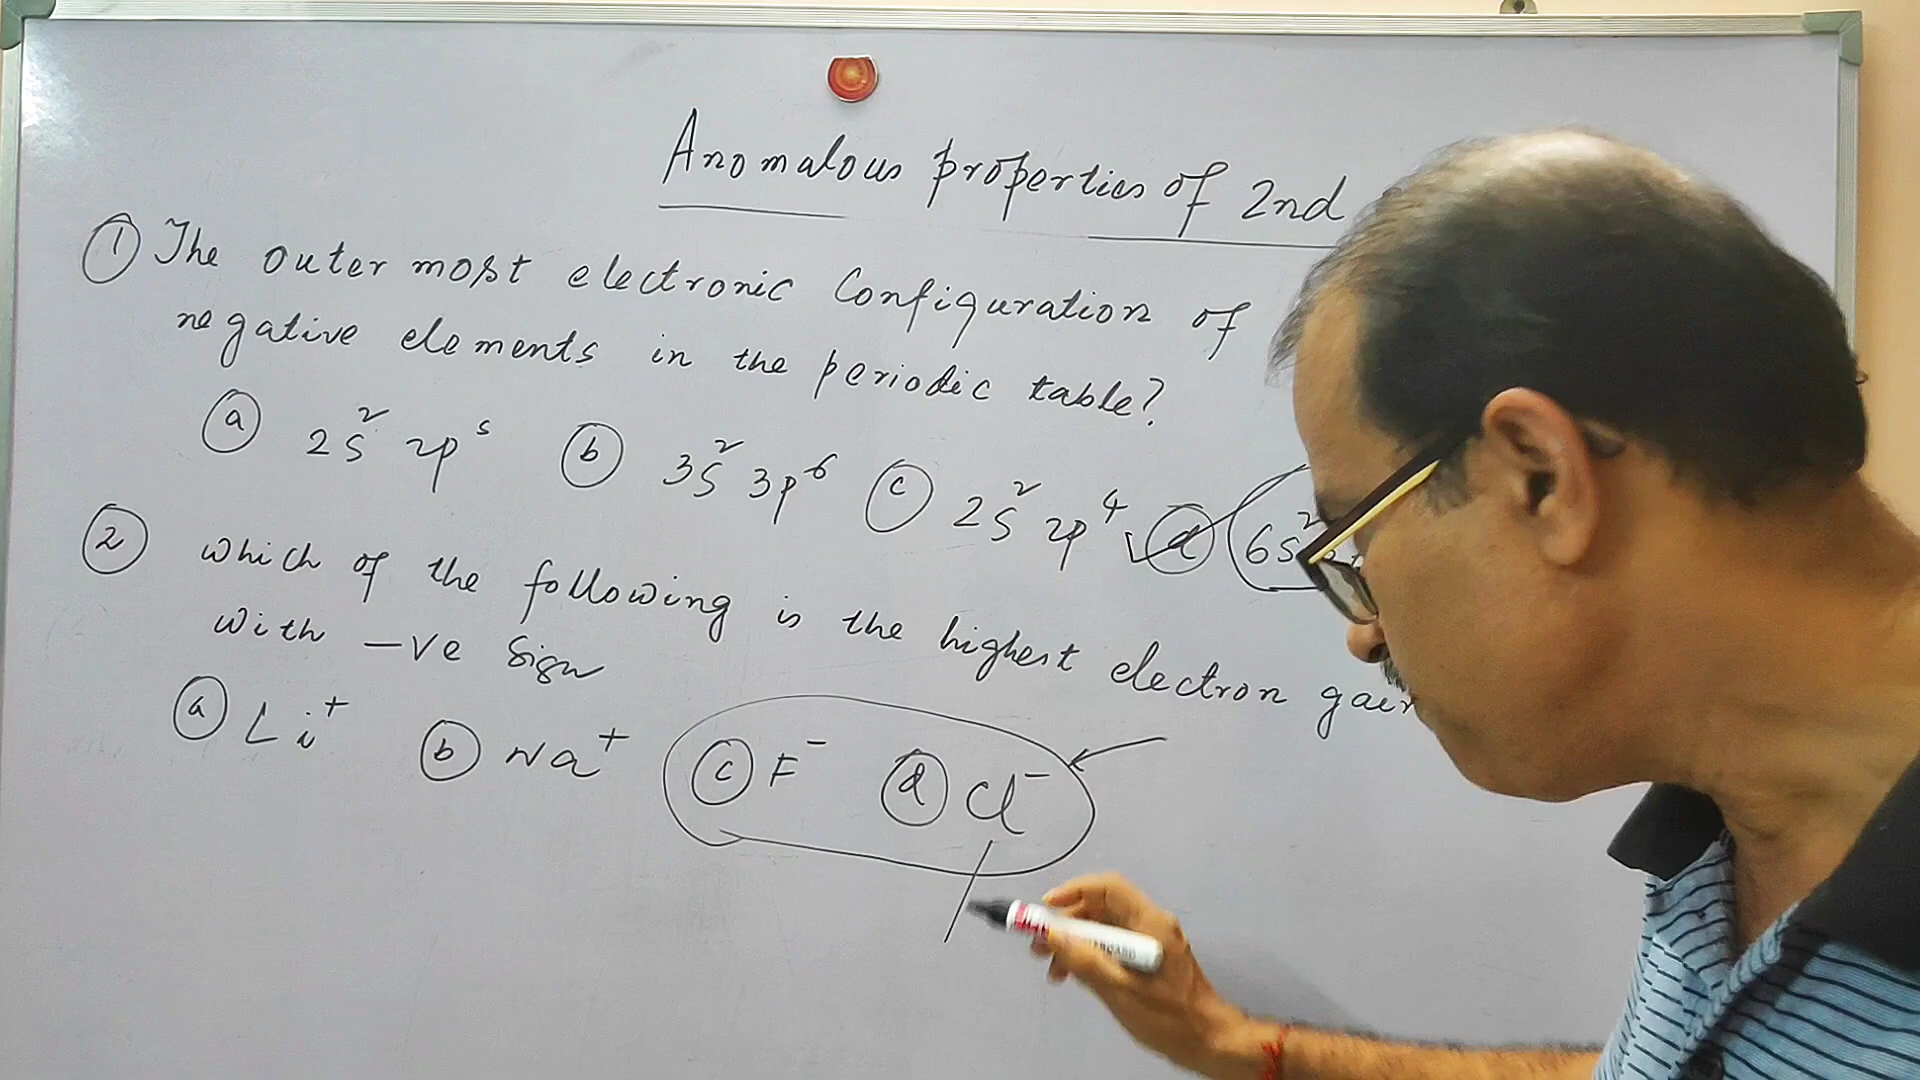 Anomalous properties of 2nd
① The outer most electronic Configuration of
negative elements in the periodic table?
ⓐ 2s² 2p⁵ ⓑ 3s² 3p⁶ ⓒ 2s² 2p⁴ ⓓ 6s²
② which of the following is the highest electron gain
with -ve sign
ⓐ Li⁺ ⓑ Na⁺ ⓒ F⁻ ⓓ Cl⁻